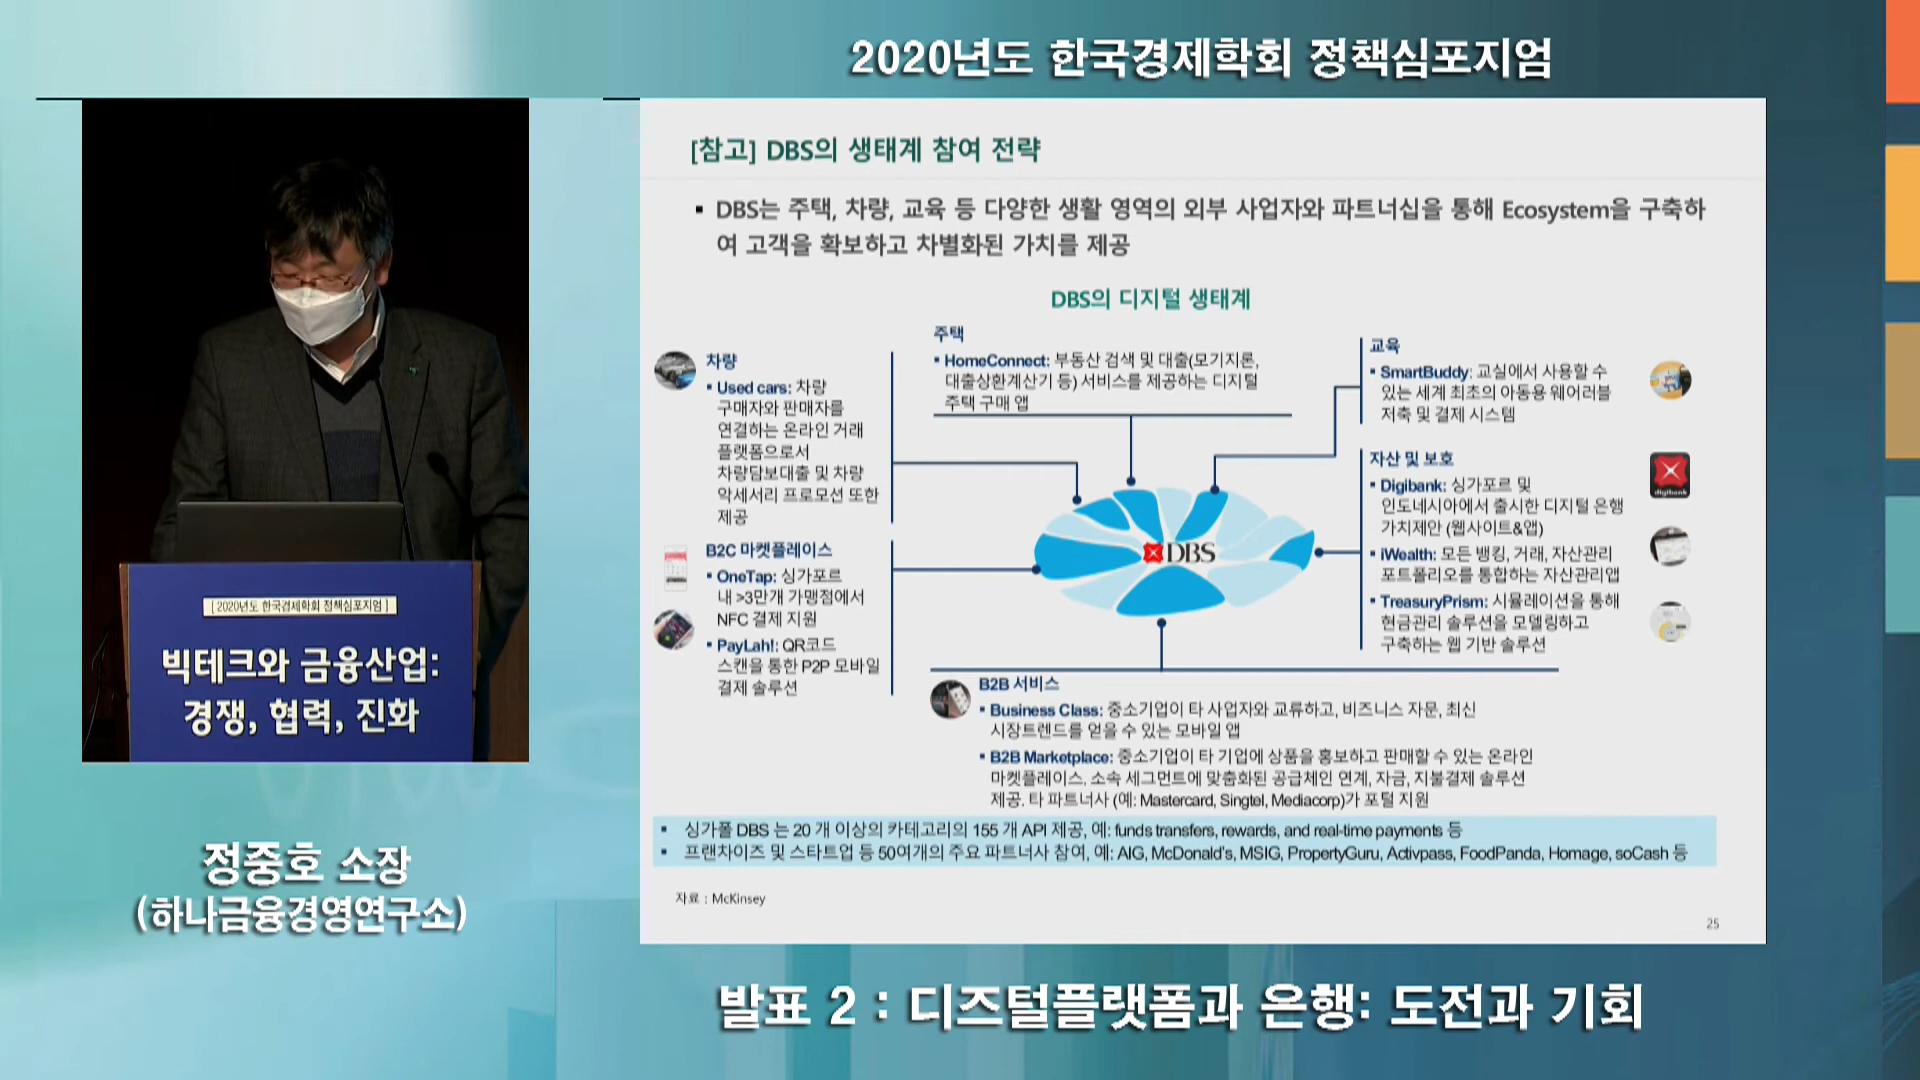 2020년도 한국경제학회 정책심포지엄
[참고] DBS의 생태계 참여 전략
▪ DBS는 주택, 차량, 교육 등 다양한 생활 영역의 외부 사업자와 파트너십을 통해 Ecosystem을 구축하
여 고객을 확보하고 차별화된 가치를 제공
DBS의 디지털 생태계
차량
▪ Used cars: 차량
구매자와 판매자를
연결하는 온라인 거래
플랫폼으로서
차량담보대출 및 차량
악세서리 프로모션 또한
제공
B2C 마켓플레이스
▪ OneTap: 싱가포르
내 >3만개 가맹점에서
NFC 결제 지원
▪ PayLah!: QR코드
스캔을 통한 P2P 모바일
결제 솔루션
주택
▪ HomeConnect: 부동산 검색 및 대출(모기지론,
대출상환계산기 등) 서비스를 제공하는 디지털
주택 구매 앱
DBS
교육
▪ SmartBuddy: 교실에서 사용할 수
있는 세계 최초의 아동용 웨어러블
저축 및 결제 시스템
자산 및 보호
▪ Digibank: 싱가포르 및
인도네시아에서 출시한 디지털 은행
가치제안 (웹사이트&앱)
▪ iWealth: 모든 뱅킹, 거래, 자산관리
포트폴리오를 통합하는 자산관리앱
▪ TreasuryPrism: 시뮬레이션을 통해
현금관리 솔루션을 모델링하고
구축하는 웹 기반 솔루션
digibank
B2B 서비스
▪ Business Class: 중소기업이 타 사업자와 교류하고, 비즈니스 자문, 최신
시장트렌드를 얻을 수 있는 모바일 앱
▪ B2B Marketplace: 중소기업이 타 기업에 상품을 홍보하고 판매할 수 있는 온라인
마켓플레이스. 소속 세그먼트에 맞춤화된 공급체인 연계, 자금, 지불결제 솔루션
제공. 타 파트너사 (예: Mastercard, Singtel, Mediacorp)가 포털 지원
▪ 싱가폴 DBS 는 20 개 이상의 카테고리의 155 개 API 제공, 예: funds transfers, rewards, and real-time payments 등
▪ 프랜차이즈 및 스타트업 등 50여개의 주요 파트너사 참여, 예: AIG, McDonald's, MSIG, PropertyGuru, Activpass, FoodPanda, Homage, soCash 등
자료 : McKinsey
25
[ 2020년도 한국경제학회 정책심포지엄 ]
빅테크와 금융산업:
경쟁, 협력, 진화
정중호 소장
(하나금융경영연구소)
발표 2 : 디즈털플랫폼과 은행: 도전과 기회